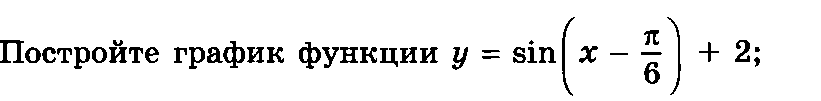 Постройте график функции y = sin(x − π/6) + 2;